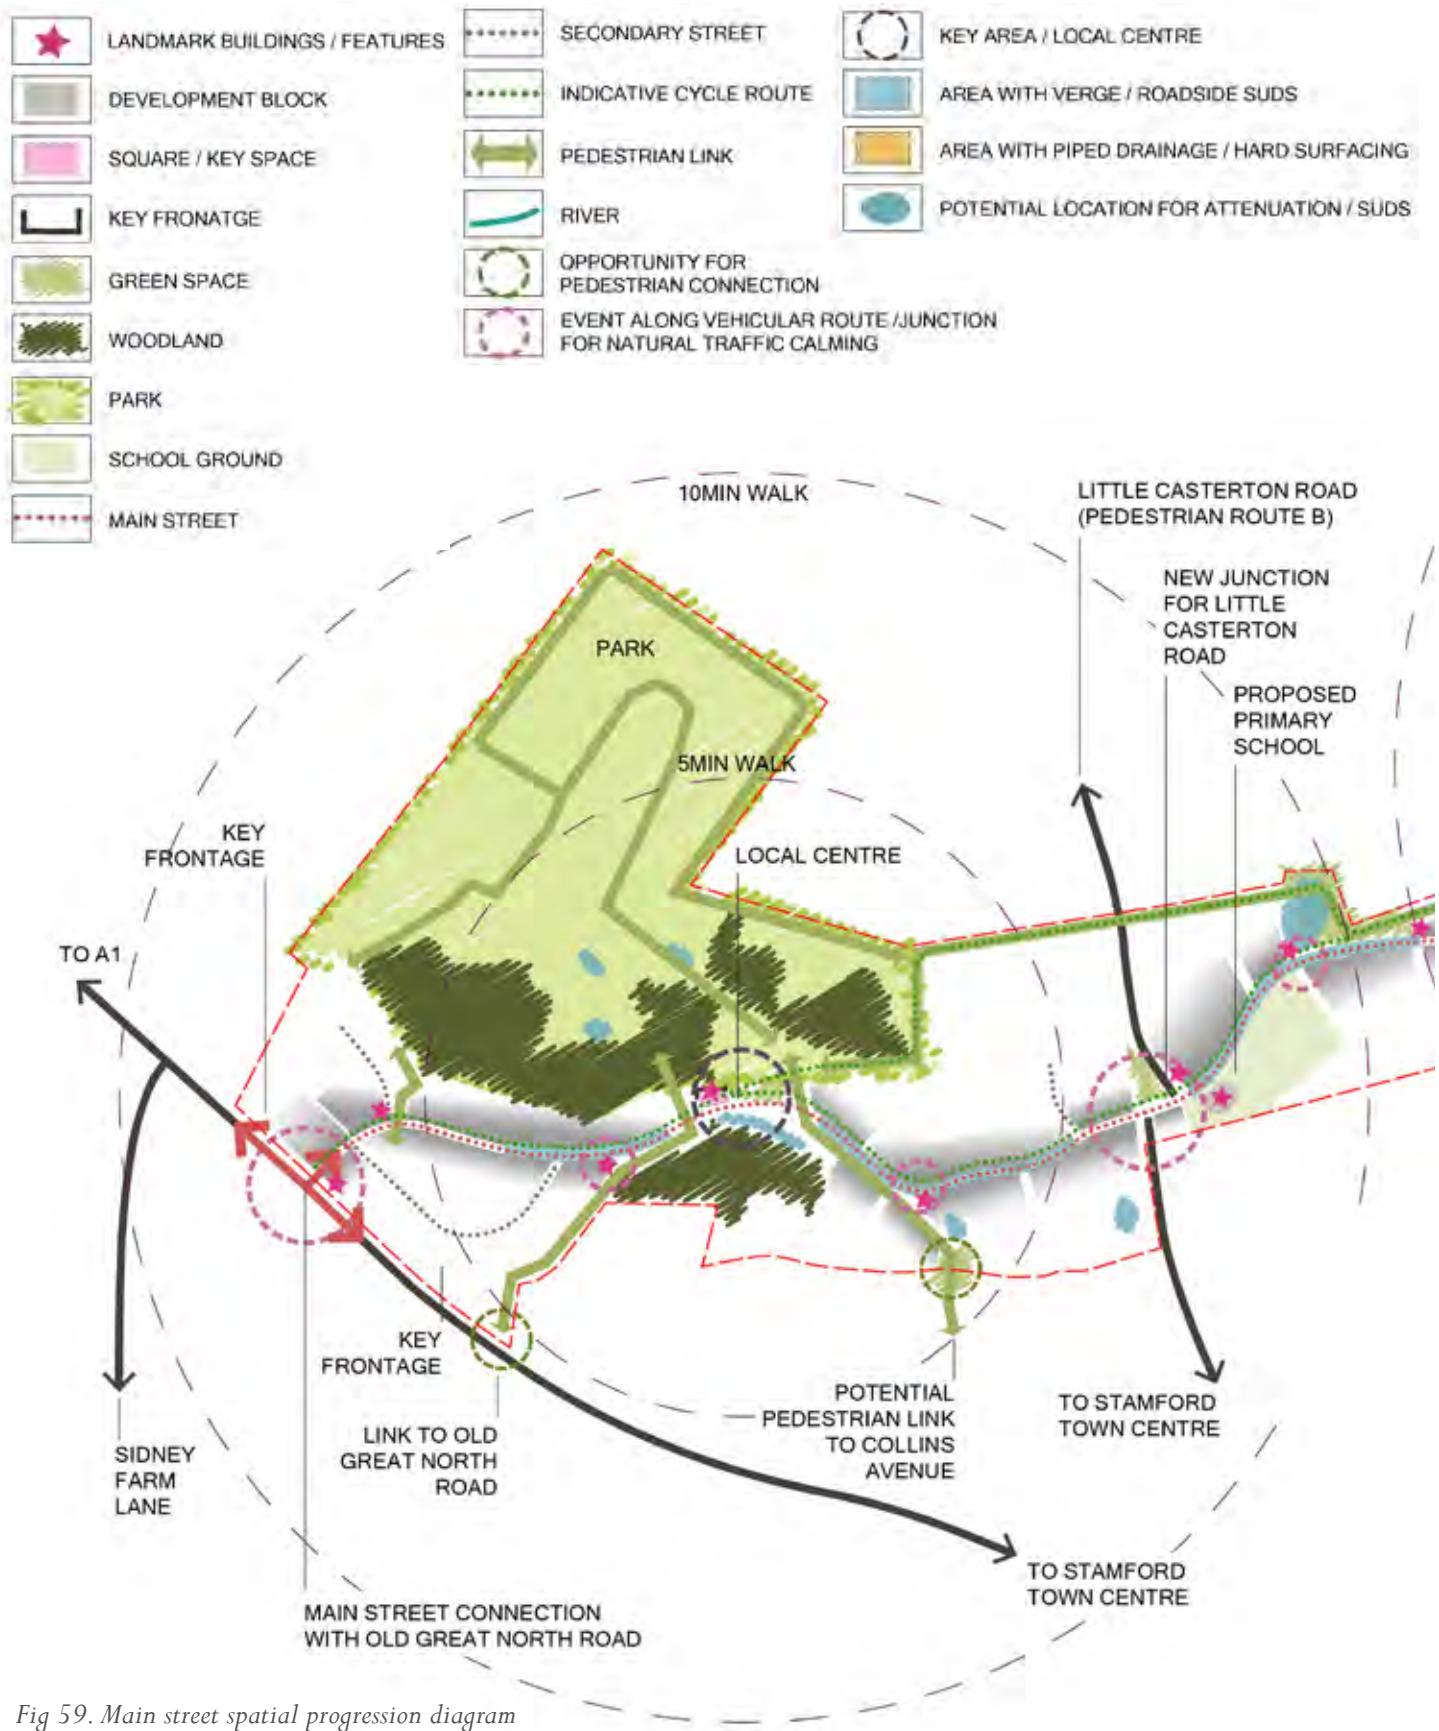 LANDMARK BUILDINGS / FEATURES
DEVELOPMENT BLOCK
SQUARE / KEY SPACE
KEY FRONATGE
GREEN SPACE
WOODLAND
PARK
SCHOOL GROUND
MAIN STREET
SECONDARY STREET
INDICATIVE CYCLE ROUTE
PEDESTRIAN LINK
RIVER
OPPORTUNITY FOR
PEDESTRIAN CONNECTION
EVENT ALONG VEHICULAR ROUTE /JUNCTION
FOR NATURAL TRAFFIC CALMING
KEY AREA / LOCAL CENTRE
AREA WITH VERGE / ROADSIDE SUDS
AREA WITH PIPED DRAINAGE / HARD SURFACING
POTENTIAL LOCATION FOR ATTENUATION / SUDS
10MIN WALK
LITTLE CASTERTON ROAD
(PEDESTRIAN ROUTE B)
NEW JUNCTION
FOR LITTLE
CASTERTON
ROAD
PARK
PROPOSED
PRIMARY
SCHOOL
5MIN WALK
KEY
FRONTAGE
LOCAL CENTRE
TO A1
KEY
FRONTAGE
LINK TO OLD
GREAT NORTH
ROAD
POTENTIAL
PEDESTRIAN LINK
TO COLLINS
AVENUE
TO STAMFORD
TOWN CENTRE
SIDNEY
FARM
LANE
TO STAMFORD
TOWN CENTRE
MAIN STREET CONNECTION
WITH OLD GREAT NORTH ROAD
Fig 59. Main street spatial progression diagram